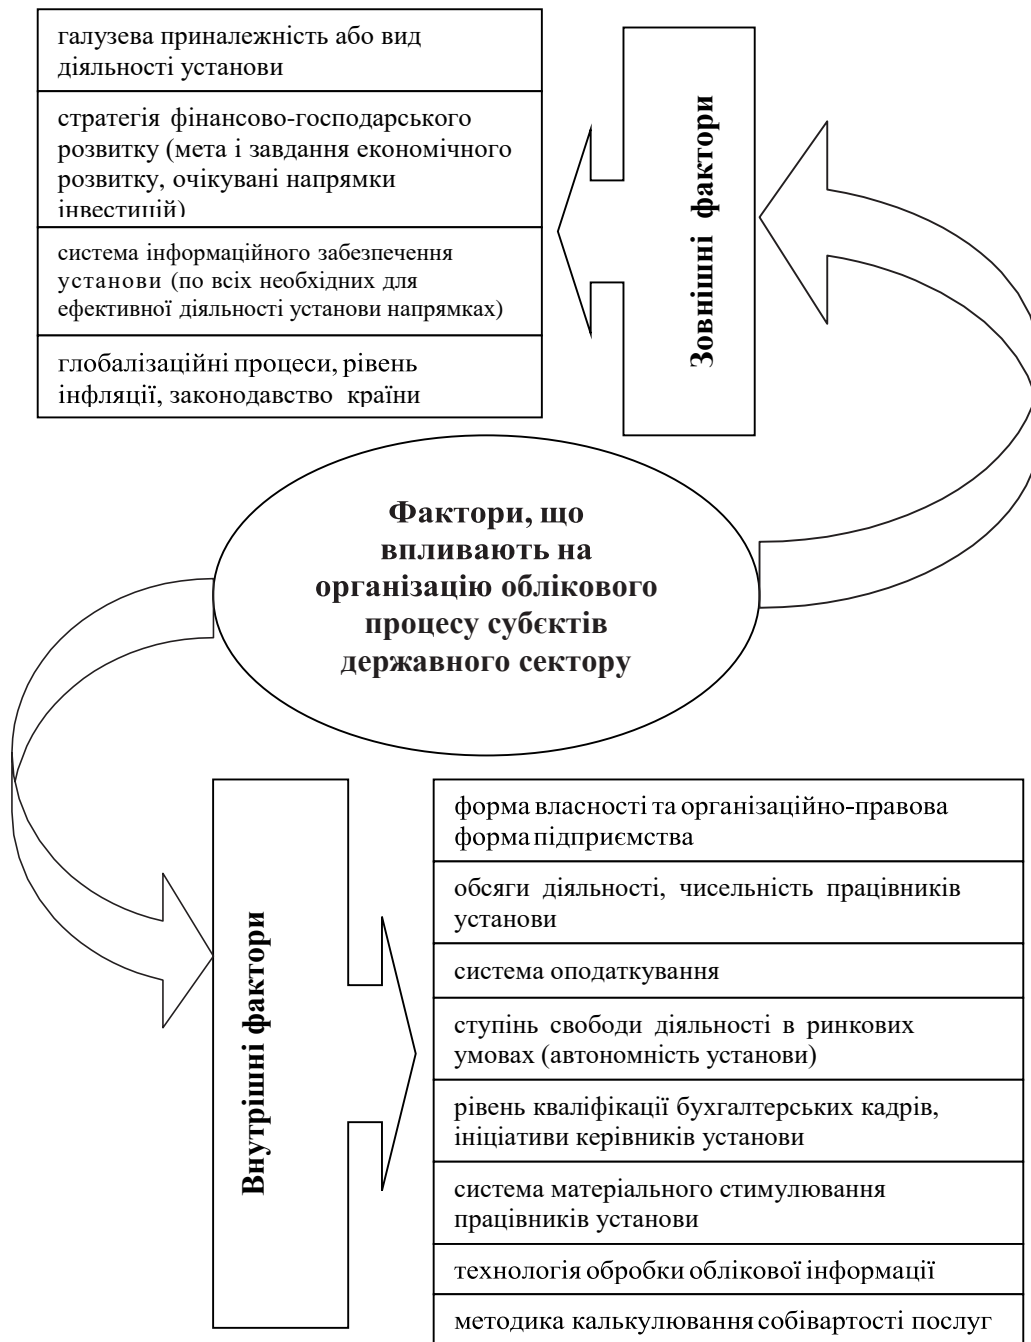 галузева приналежність або вид
діяльності установи
стратегія фінансово-господарського
розвитку (мета і завдання економічного
розвитку, очікувані напрямки
інвестицій)
система інформаційного забезпечення
установи (по всіх необхідних для
ефективної діяльності установи напрямках)
глобалізаційні процеси, рівень
інфляції, законодавство країни
Зовнішні фактори
Фактори, що
впливають на
організацію облікового
процесу субєктів
державного сектору
Внутрішні фактори
форма власності та організаційно-правова
форма підприємства
обсяги діяльності, чисельність працівників
установи
система оподаткування
ступінь свободи діяльності в ринкових
умовах (автономність установи)
рівень кваліфікації бухгалтерських кадрів,
ініціативи керівників установи
система матеріального стимулювання
працівників установи
технологія обробки облікової інформації
методика калькулювання собівартості послуг